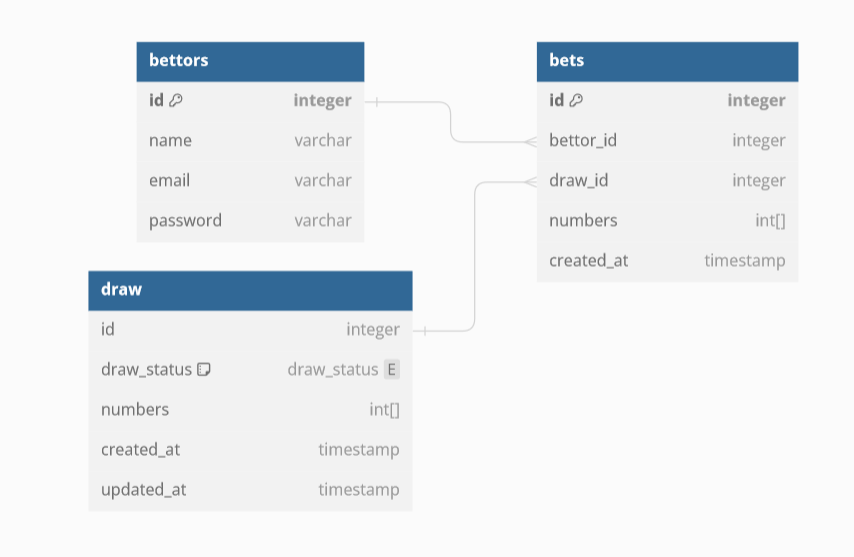 bettors
id integer
name varchar
email varchar
password varchar
bets
id integer
bettor_id integer
draw_id integer
numbers int[]
created_at timestamp
draw
id integer
draw_status draw_status E
numbers int[]
created_at timestamp
updated_at timestamp